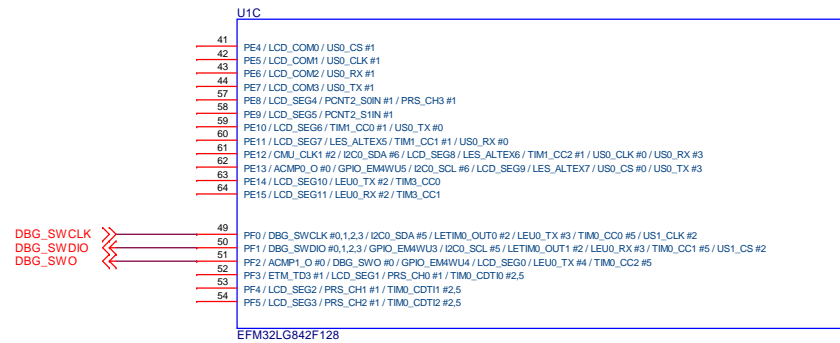 U1C
41 PE4 / LCD_COM0 / US0_CS #1
42 PE5 / LCD_COM1 / US0_CLK #1
43 PE6 / LCD_COM2 / US0_RX #1
44 PE7 / LCD_COM3 / US0_TX #1
57 PE8 / LCD_SEG4 / PCNT2_S0IN #1 / PRS_CH3 #1
58 PE9 / LCD_SEG5 / PCNT2_S1IN #1
59 PE10 / LCD_SEG6 / TIM1_CC0 #1 / US0_TX #0
60 PE11 / LCD_SEG7 / LES_ALTEX5 / TIM1_CC1 #1 / US0_RX #0
61 PE12 / CMU_CLK1 #2 / I2C0_SDA #6 / LCD_SEG8 / LES_ALTEX6 / TIM1_CC2 #1 / US0_CLK #0 / US0_RX #3
62 PE13 / ACMP0_O #0 / GPIO_EM4WU5 / I2C0_SCL #6 / LCD_SEG9 / LES_ALTEX7 / US0_CS #0 / US0_TX #3
63 PE14 / LCD_SEG10 / LEU0_TX #2 / TIM3_CC0
64 PE15 / LCD_SEG11 / LEU0_RX #2 / TIM3_CC1
DBG_SWCLK 49 PF0 / DBG_SWCLK #0,1,2,3 / I2C0_SDA #5 / LETIM0_OUT0 #2 / LEU0_TX #3 / TIM0_CC0 #5 / US1_CLK #2
DBG_SWDIO 50 PF1 / DBG_SWDIO #0,1,2,3 / GPIO_EM4WU3 / I2C0_SCL #5 / LETIM0_OUT1 #2 / LEU0_RX #3 / TIM0_CC1 #5 / US1_CS #2
DBG_SWO 51 PF2 / ACMP1_O #0 / DBG_SWO #0 / GPIO_EM4WU4 / LCD_SEG0 / LEU0_TX #4 / TIM0_CC2 #5
52 PF3 / ETM_TD3 #1 / LCD_SEG1 / PRS_CH0 #1 / TIM0_CDTI0 #2,5
53 PF4 / LCD_SEG2 / PRS_CH1 #1 / TIM0_CDTI1 #2,5
54 PF5 / LCD_SEG3 / PRS_CH2 #1 / TIM0_CDTI2 #2,5
EFM32LG842F128